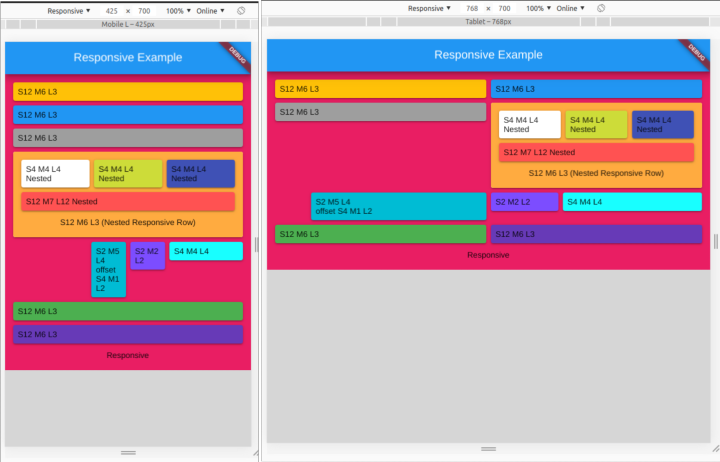 Responsive ▼ 425 × 700 100% ▼ Online ▼
Mobile L – 425px
Responsive Example
DEBUG
S12 M6 L3
S12 M6 L3
S12 M6 L3
S4 M4 L4
Nested
S4 M4 L4
Nested
S4 M4 L4
Nested
S12 M7 L12 Nested
S12 M6 L3 (Nested Responsive Row)
S2 M5
L4
offset
S4 M1
L2
S2 M2
L2
S4 M4 L4
S12 M6 L3
S12 M6 L3
Responsive
Responsive ▼ 768 × 700 100% ▼ Online ▼
Tablet – 768px
Responsive Example
DEBUG
S12 M6 L3
S12 M6 L3
S12 M6 L3
S4 M4 L4
Nested
S4 M4 L4
Nested
S4 M4 L4
Nested
S12 M7 L12 Nested
S12 M6 L3 (Nested Responsive Row)
S2 M5 L4
offset S4 M1 L2
S2 M2 L2
S4 M4 L4
S12 M6 L3
S12 M6 L3
Responsive